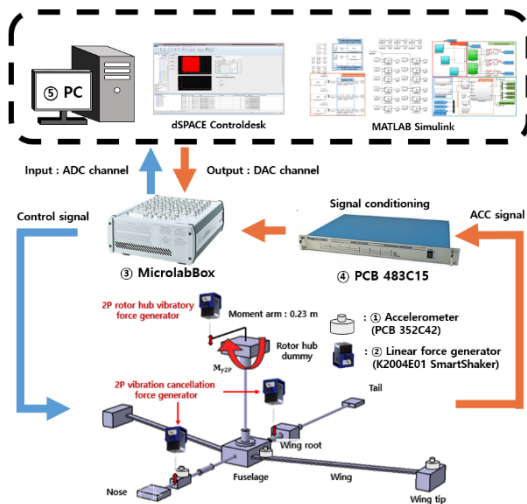 ⑤ PC
dSPACE Controldesk
MATLAB Simulink
Input : ADC channel
Output : DAC channel
Control signal
Signal conditioning
ACC signal
③ MicrolabBox
④ PCB 483C15
2P rotor hub vibratory
force generator
Moment arm : 0.23 m
: ① Accelerometer
(PCB 352C42)
Rotor hub
dummy
: ② Linear force generator
(K2004E01 SmartShaker)
My2P
2P vibration cancellation
force generator
Tail
Wing root
Nose
Fuselage
Wing
Wing tip